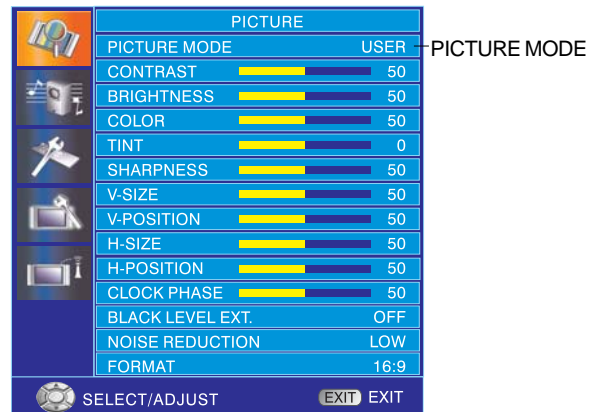 PICTURE
PICTURE MODE USER PICTURE MODE
CONTRAST 50
BRIGHTNESS 50
COLOR 50
TINT 0
SHARPNESS 50
V-SIZE 50
V-POSITION 50
H-SIZE 50
H-POSITION 50
CLOCK PHASE 50
BLACK LEVEL EXT. OFF
NOISE REDUCTION LOW
FORMAT 16:9
SELECT/ADJUST EXIT EXIT